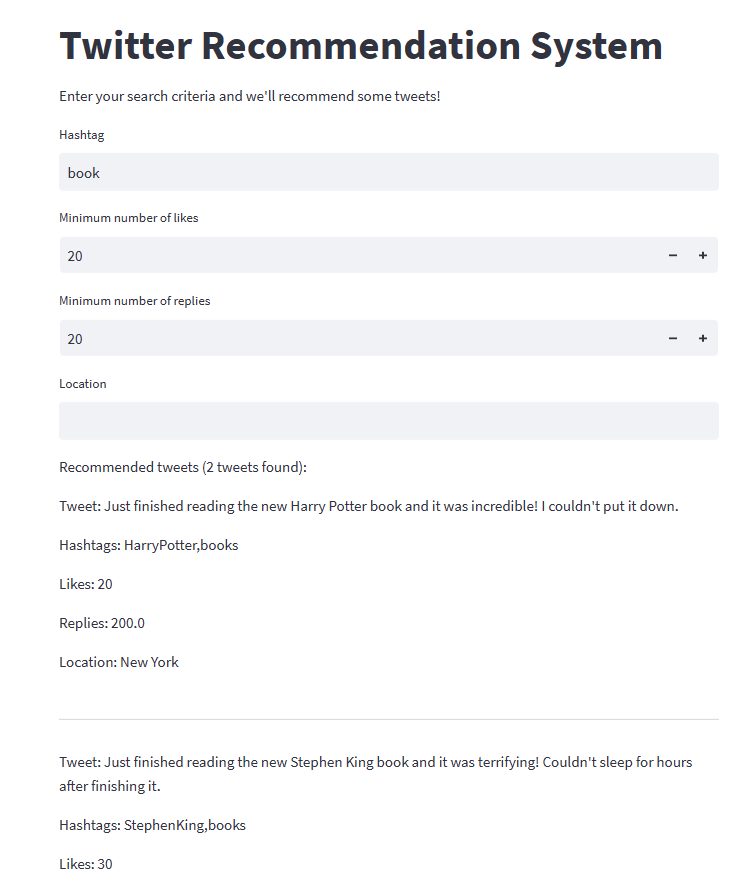 Twitter Recommendation System
Enter your search criteria and we'll recommend some tweets!
Hashtag
book
Minimum number of likes
20
Minimum number of replies
20
Location
Recommended tweets (2 tweets found):
Tweet: Just finished reading the new Harry Potter book and it was incredible! I couldn't put it down.
Hashtags: HarryPotter,books
Likes: 20
Replies: 200.0
Location: New York
Tweet: Just finished reading the new Stephen King book and it was terrifying! Couldn't sleep for hours
after finishing it.
Hashtags: StephenKing,books
Likes: 30